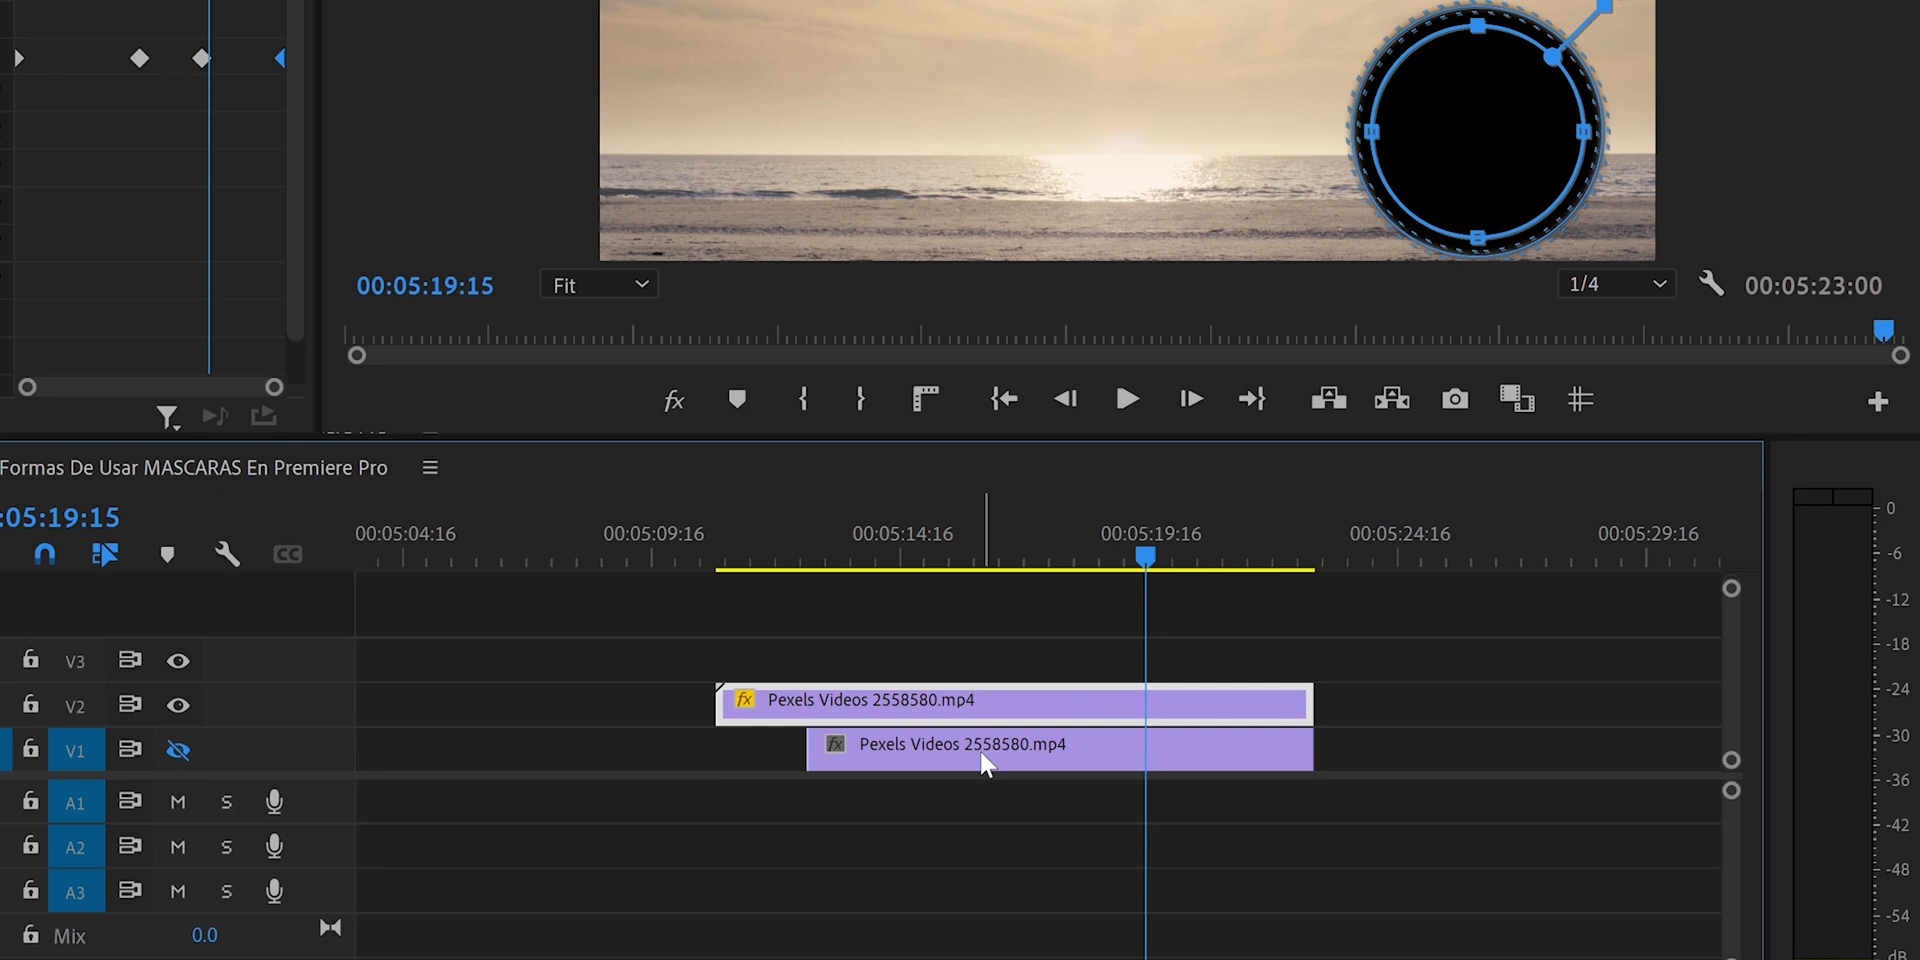 00:05:19:15
Fit
1/4
00:05:23:00
fx
Formas De Usar MASCARAS En Premiere Pro
:05:19:15
00:05:04:16
00:05:09:16
00:05:14:16
00:05:19:16
00:05:24:16
00:05:29:16
CC
V3
V2
fx Pexels Videos 2558580.mp4
V1
fx Pexels Videos 2558580.mp4
A1 M S
A2 M S
A3 M S
Mix 0.0
0
-6
-12
-18
-24
-30
-36
-42
-48
-54
dB